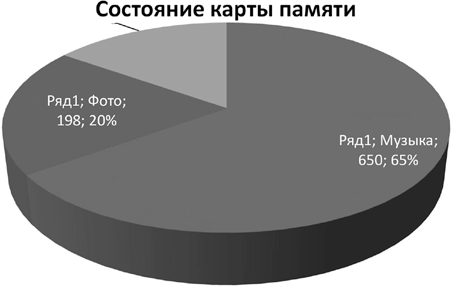 Состояние карты памяти
Ряд1; Фото;
198; 20%
Ряд1; Музыка;
650; 65%